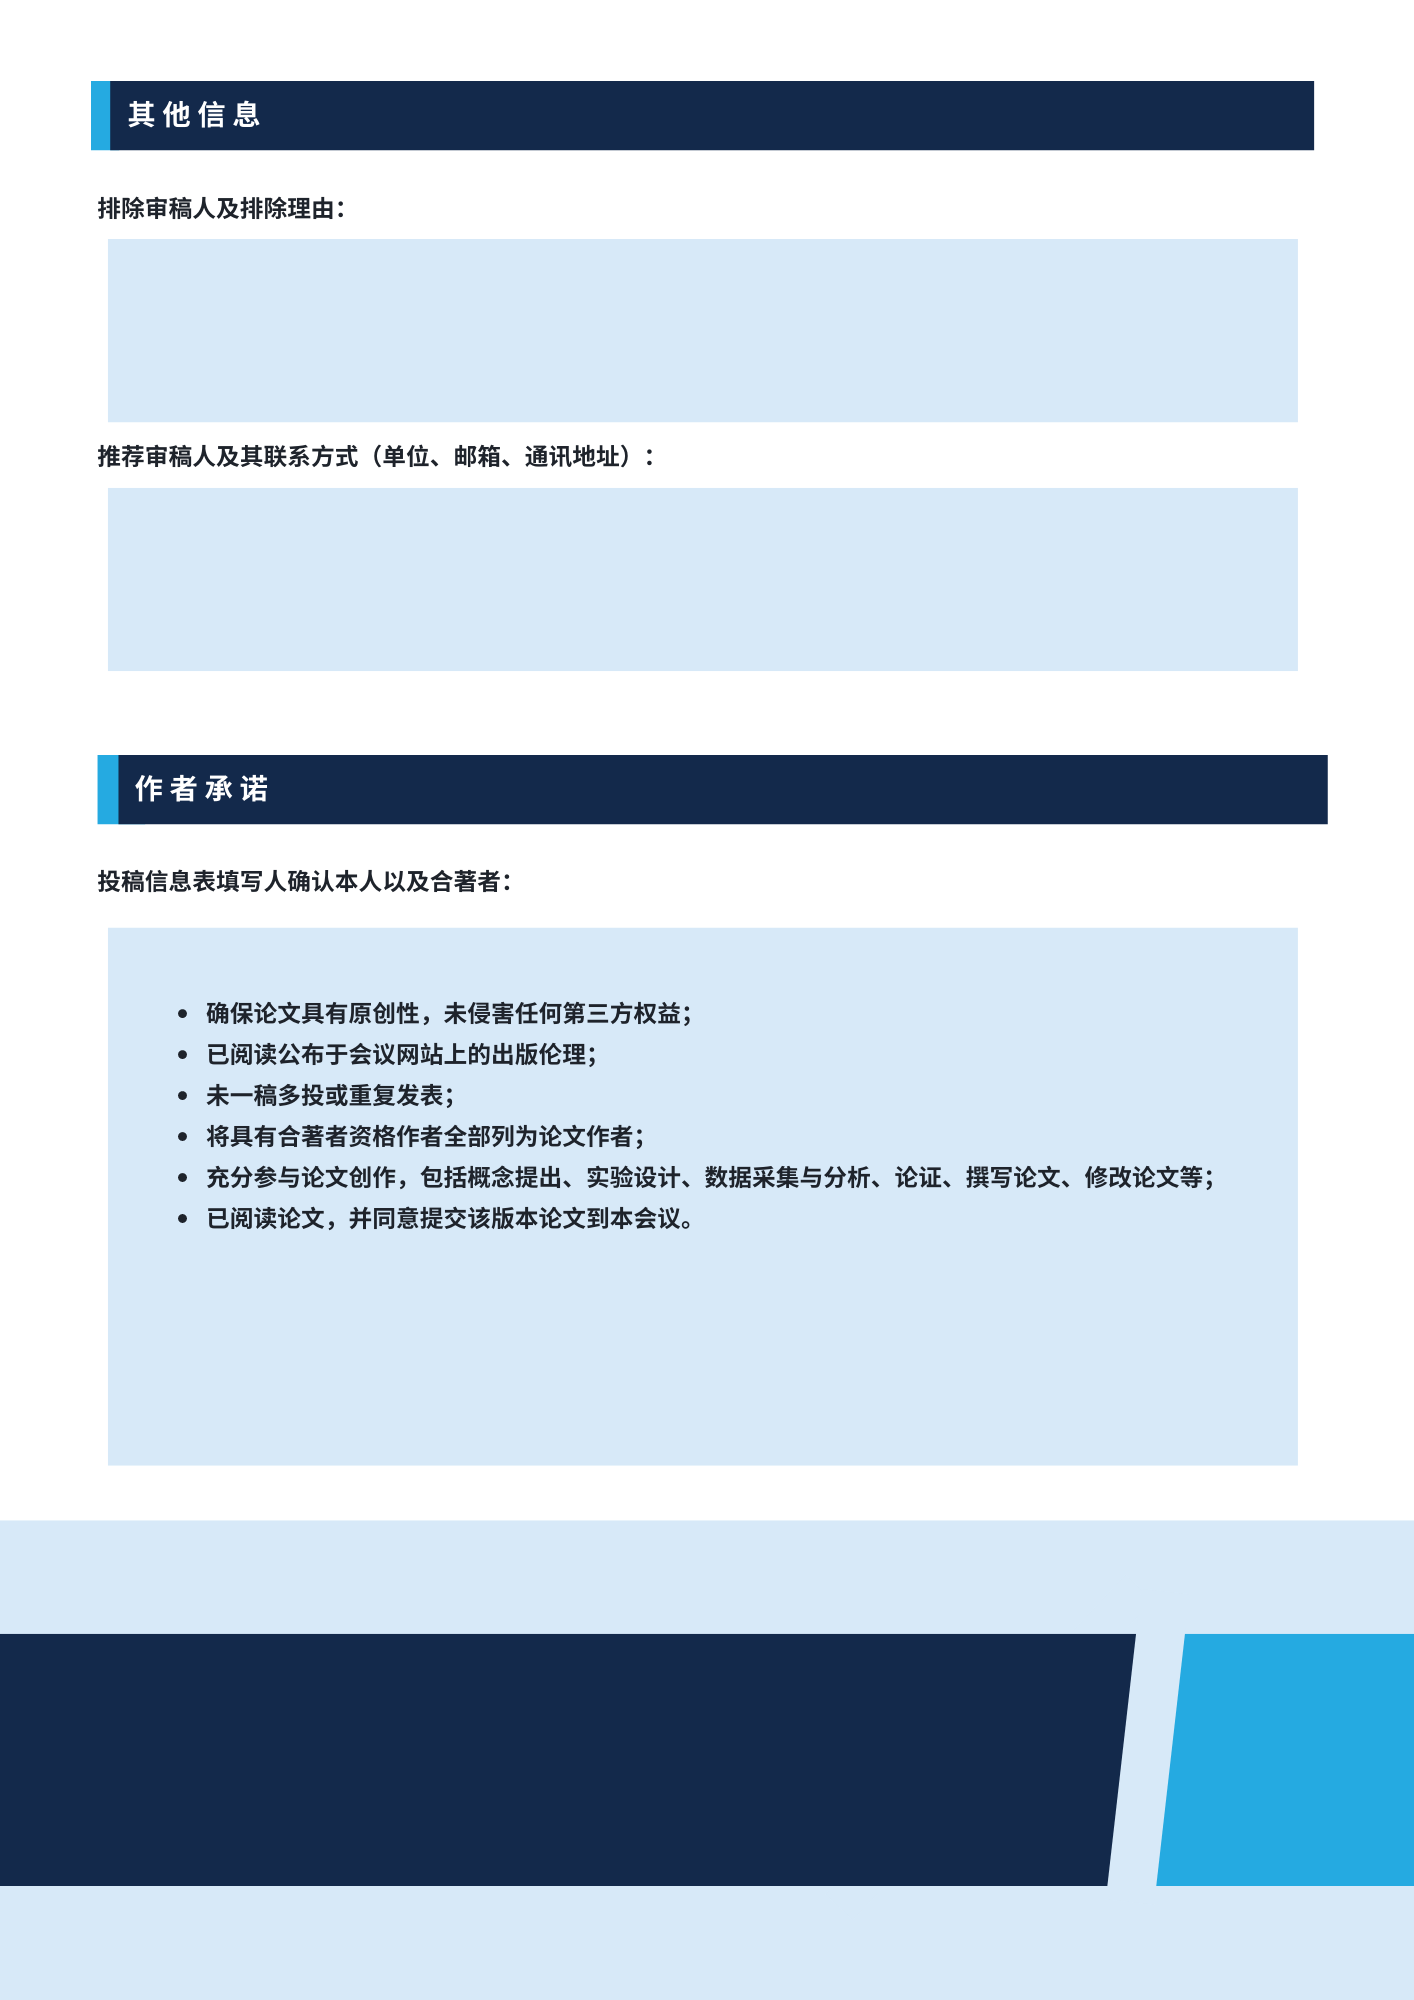 其他信息
排除审稿人及排除理由：
推荐审稿人及其联系方式（单位、邮箱、通讯地址）：
作者承诺
投稿信息表填写人确认本人以及合著者：
• 确保论文具有原创性，未侵害任何第三方权益；
• 已阅读公布于会议网站上的出版伦理；
• 未一稿多投或重复发表；
• 将具有合著者资格作者全部列为论文作者；
• 充分参与论文创作，包括概念提出、实验设计、数据采集与分析、论证、撰写论文、修改论文等；
• 已阅读论文，并同意提交该版本论文到本会议。